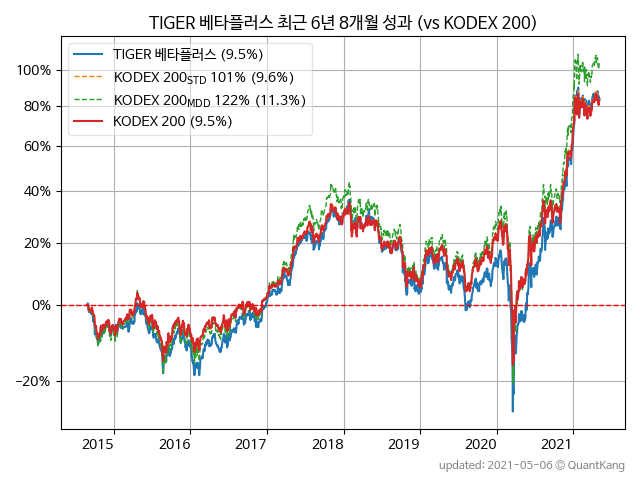 TIGER 베타플러스 최근 6년 8개월 성과 (vs KODEX 200)
TIGER 베타플러스 (9.5%)
KODEX 200STD 101% (9.6%)
KODEX 200MDD 122% (11.3%)
KODEX 200 (9.5%)
100%
80%
60%
40%
20%
0%
−20%
2015
2016
2017
2018
2019
2020
2021
updated: 2021-05-06 © QuantKang